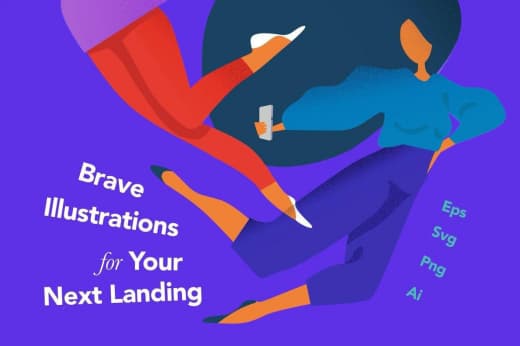 Brave
Illustrations
for Your
Next Landing
Eps
Svg
Png
Ai